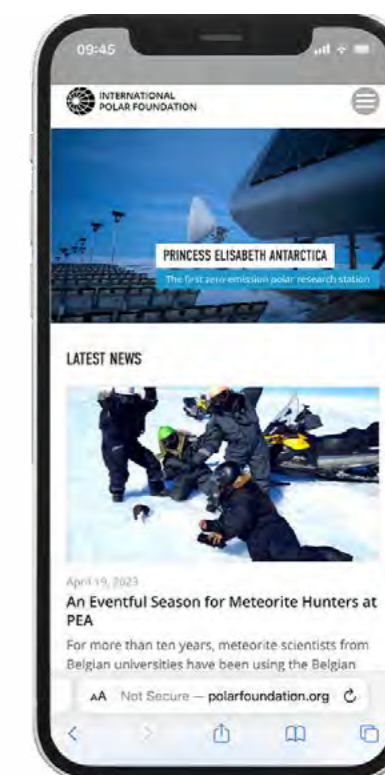 09:45
INTERNATIONAL
POLAR FOUNDATION
PRINCESS ELISABETH ANTARCTICA
The first zero emission polar research station
LATEST NEWS
April 19, 2023
An Eventful Season for Meteorite Hunters at
PEA
For more than ten years, meteorite scientists from
Belgian universities have been using the Belgian
AA Not Secure — polarfoundation.org